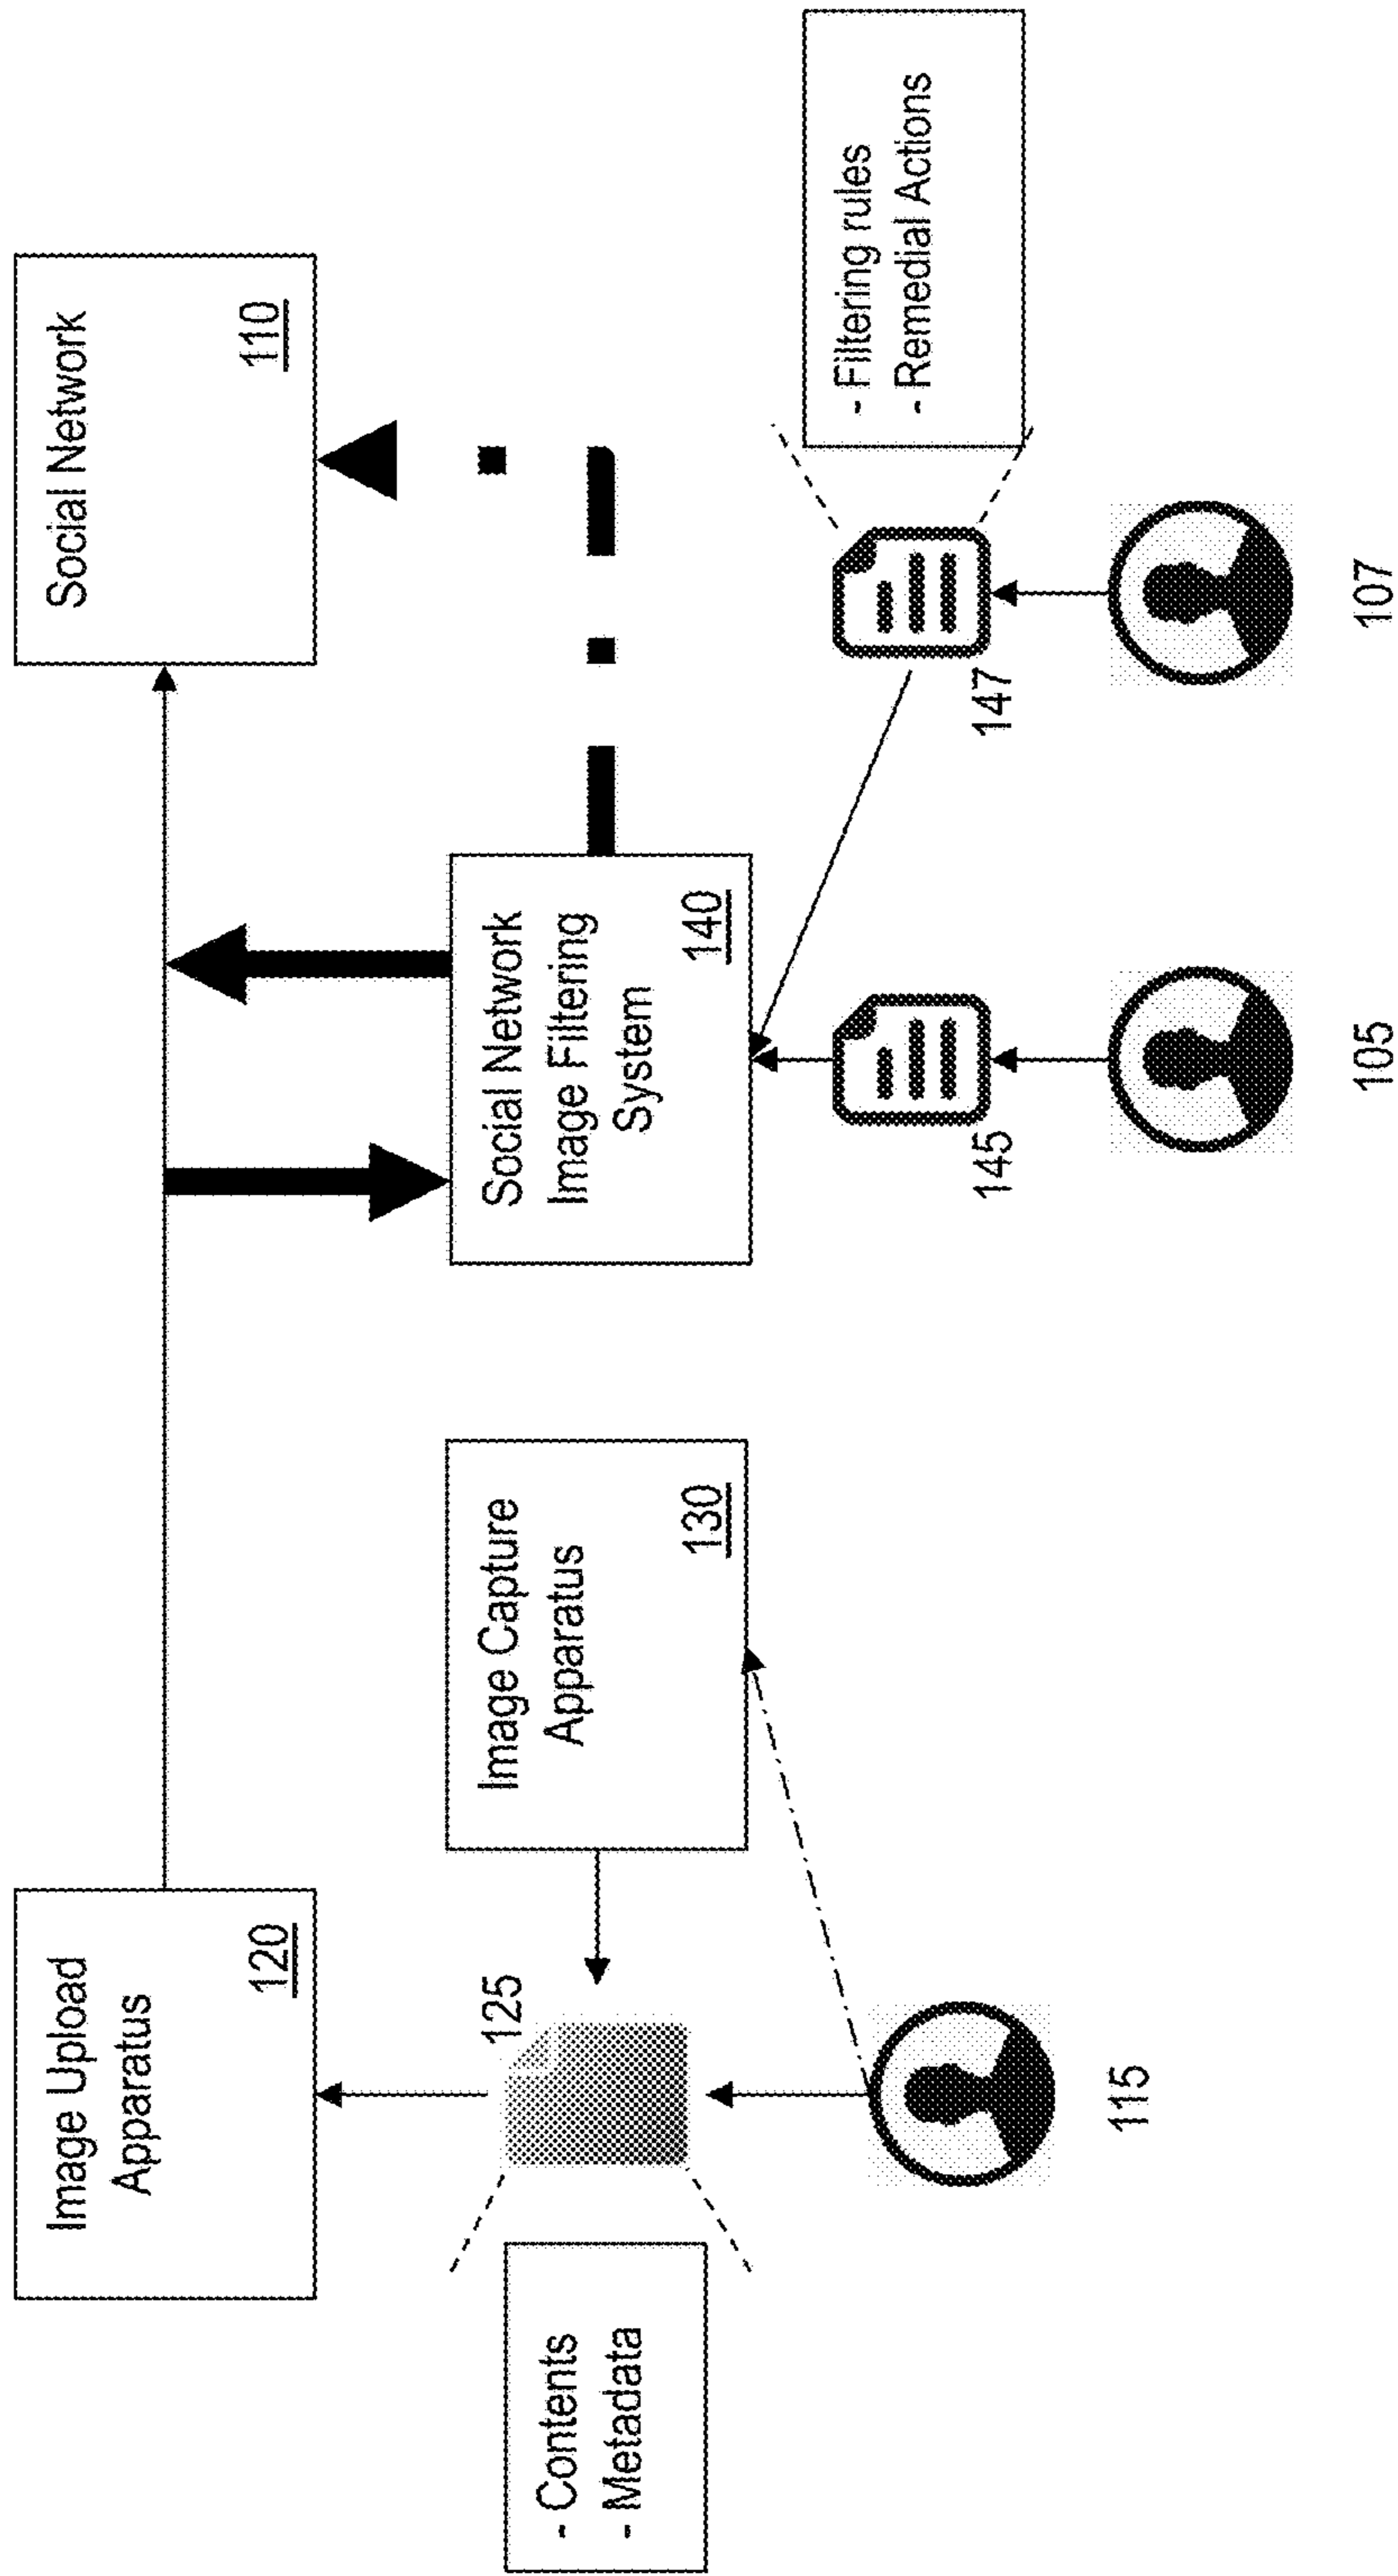 Image Upload
Apparatus
120
Social Network
110
125
- Contents
- Metadata
Image Capture
Apparatus
130
Social Network
Image Filtering
System
140
- Filtering rules
- Remedial Actions
145
147
115
105
107